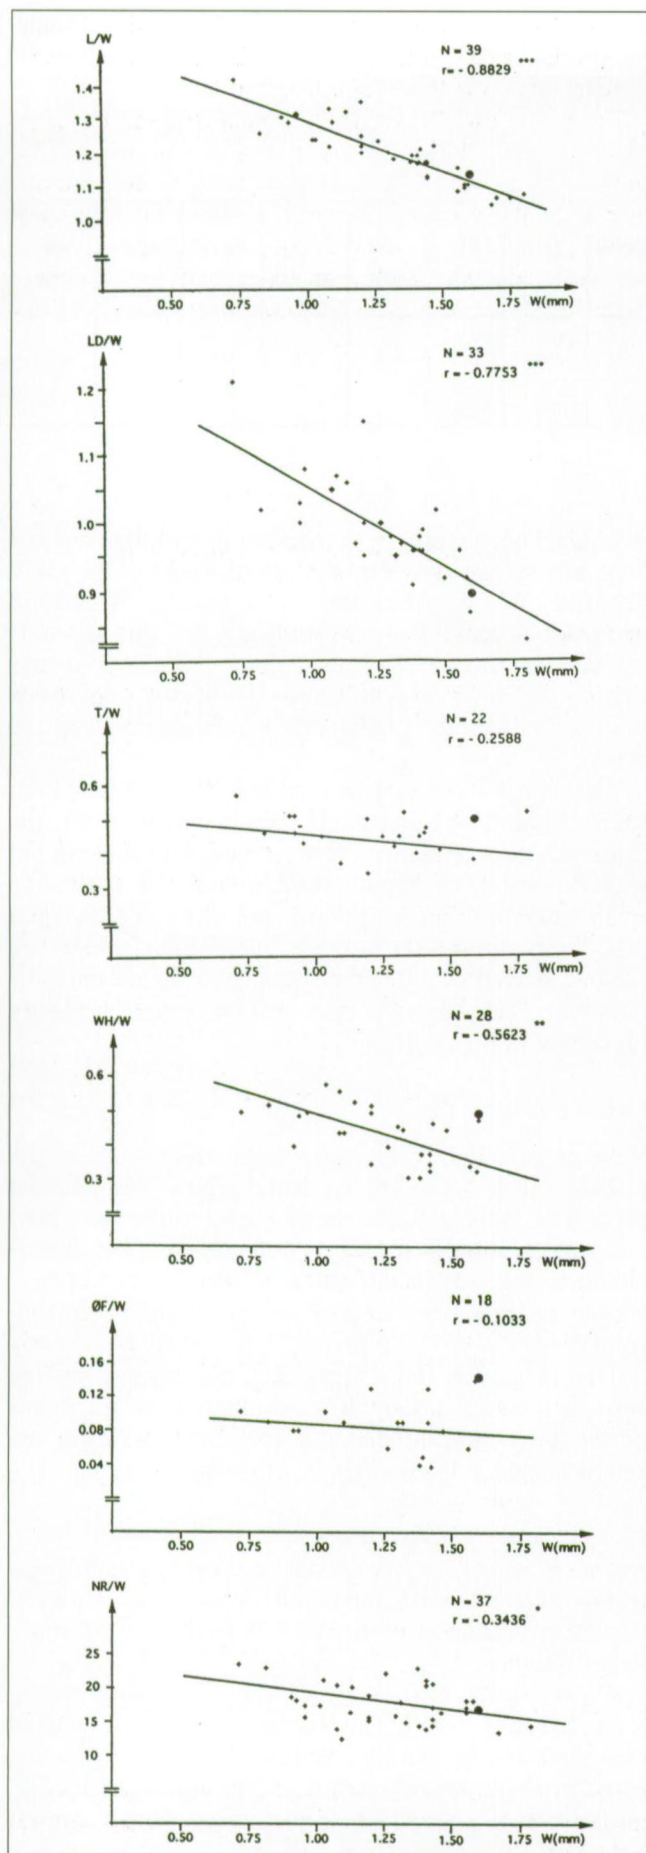 L/W
N = 39
r= - 0.8829 +++
1.4
1.3
1.2
1.1
1.0
0.50 0.75 1.00 1.25 1.50 1.75 W(mm)
LD/W
N = 33
r = - 0.7753 +++
1.2
1.1
1.0
0.9
0.50 0.75 1.00 1.25 1.50 1.75 W(mm)
T/W
N = 22
r = - 0.2588
0.6
0.3
0.50 0.75 1.00 1.25 1.50 1.75 W(mm)
WH/W
N = 28
r = - 0.5623 ++
0.6
0.3
0.50 0.75 1.00 1.25 1.50 1.75 W(mm)
ØF/W
N = 18
r = - 0.1033
0.16
0.12
0.08
0.04
0.50 0.75 1.00 1.25 1.50 1.75 W(mm)
NR/W
N = 37
r = - 0.3436 +
25
20
15
10
0.50 0.75 1.00 1.25 1.50 1.75 W(mm)